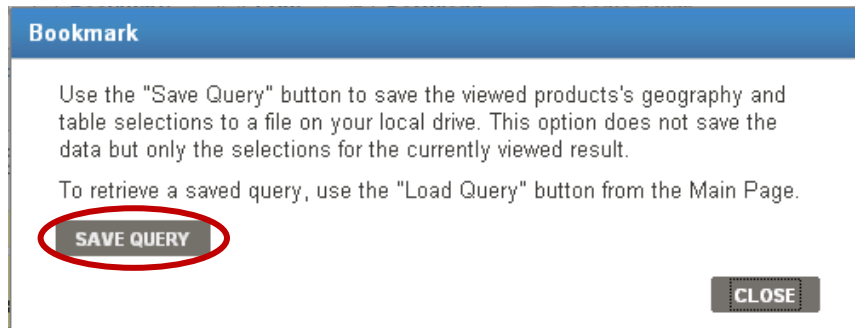 Bookmark
Use the "Save Query" button to save the viewed products's geography and
table selections to a file on your local drive. This option does not save the
data but only the selections for the currently viewed result.
To retrieve a saved query, use the "Load Query" button from the Main Page.
SAVE QUERY
CLOSE